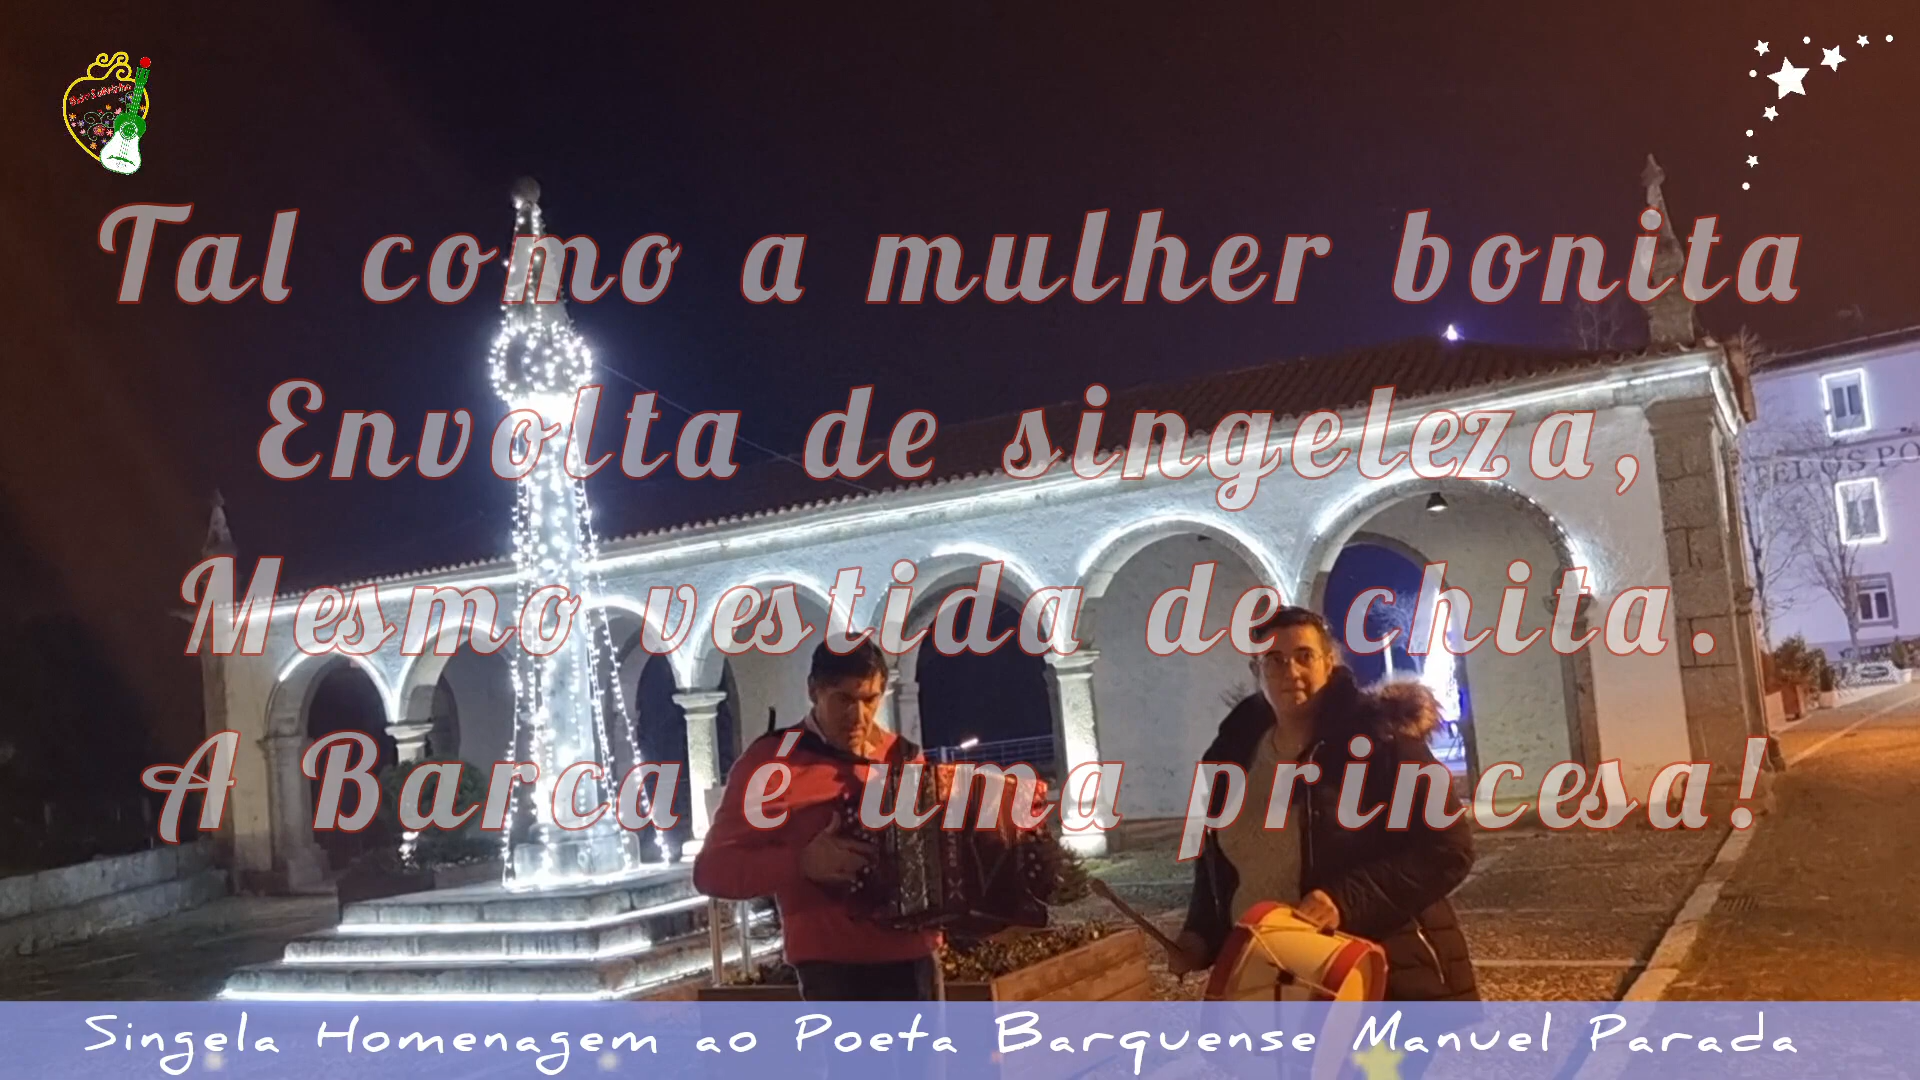 Tal como a mulher bonita
Envolta de singeleza,
Mesmo vestida de chita.
A Barca é uma princesa!
Singela Homenagem ao Poeta Barquense Manuel Parada